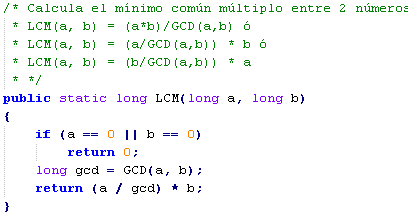 /* Calcula el mínimo común múltiplo entre 2 números
 * LCM(a, b) = (a*b)/GCD(a,b) ó
 * LCM(a, b) = (a/GCD(a,b)) * b ó
 * LCM(a, b) = (b/GCD(a,b)) * a
 * */
public static long LCM(long a, long b)
{
    if (a == 0 || b == 0)
        return 0;
    long gcd = GCD(a, b);
    return (a / gcd) * b;
}